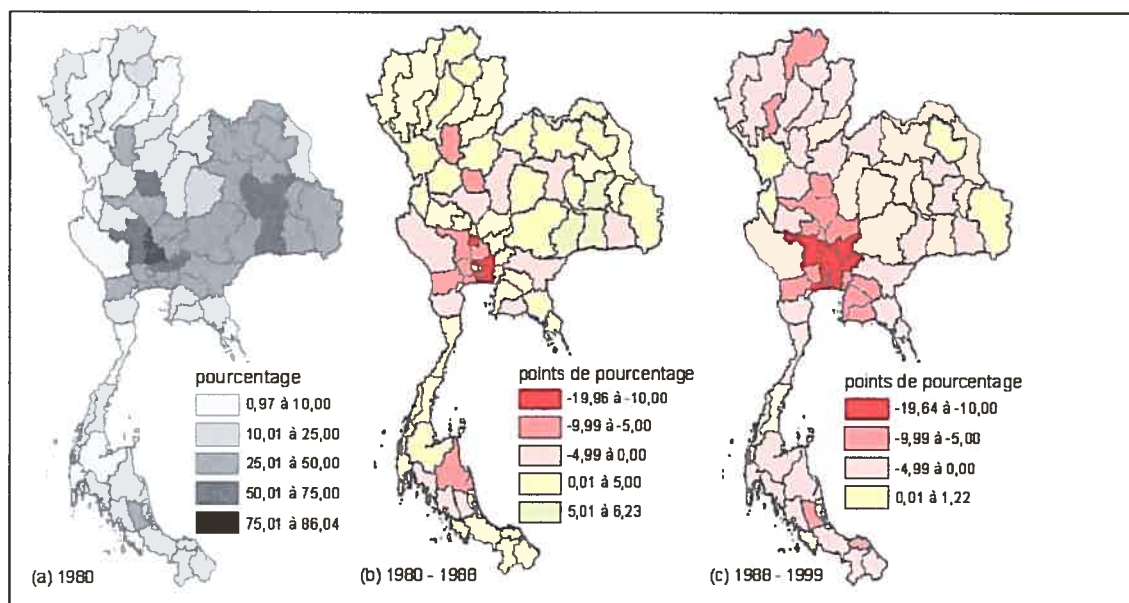 pourcentage
0,97 à 10,00
10,01 à 25,00
25,01 à 50,00
50,01 à 75,00
75,01 à 86,04
(a) 1980
points de pourcentage
-19,96 à -10,00
-9,99 à -5,00
-4,99 à 0,00
0,01 à 5,00
5,01 à 6,23
(b) 1980 - 1988
points de pourcentage
-19,64 à -10,00
-9,99 à -5,00
-4,99 à 0,00
0,01 à 1,22
(c) 1988 - 1999